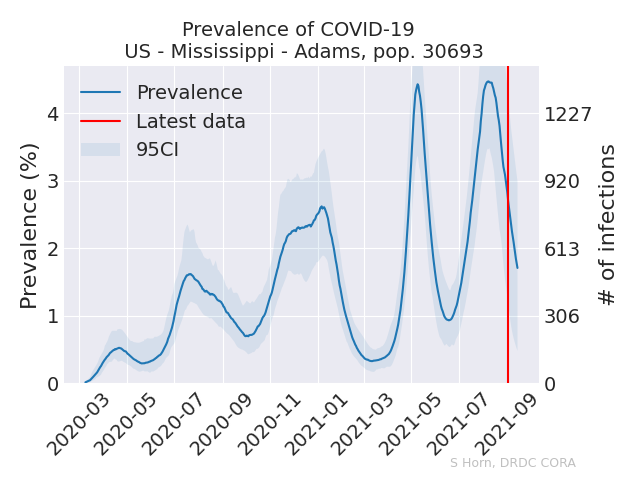 Prevalence of COVID-19
US - Mississippi - Adams, pop. 30693
Prevalence
Latest data
95CI
Prevalence (%)
4
3
2
1
0
1227
920
613
306
0
# of infections
2020-03
2020-05
2020-07
2020-09
2020-11
2021-01
2021-03
2021-05
2021-07
2021-09
S Horn, DRDC CORA